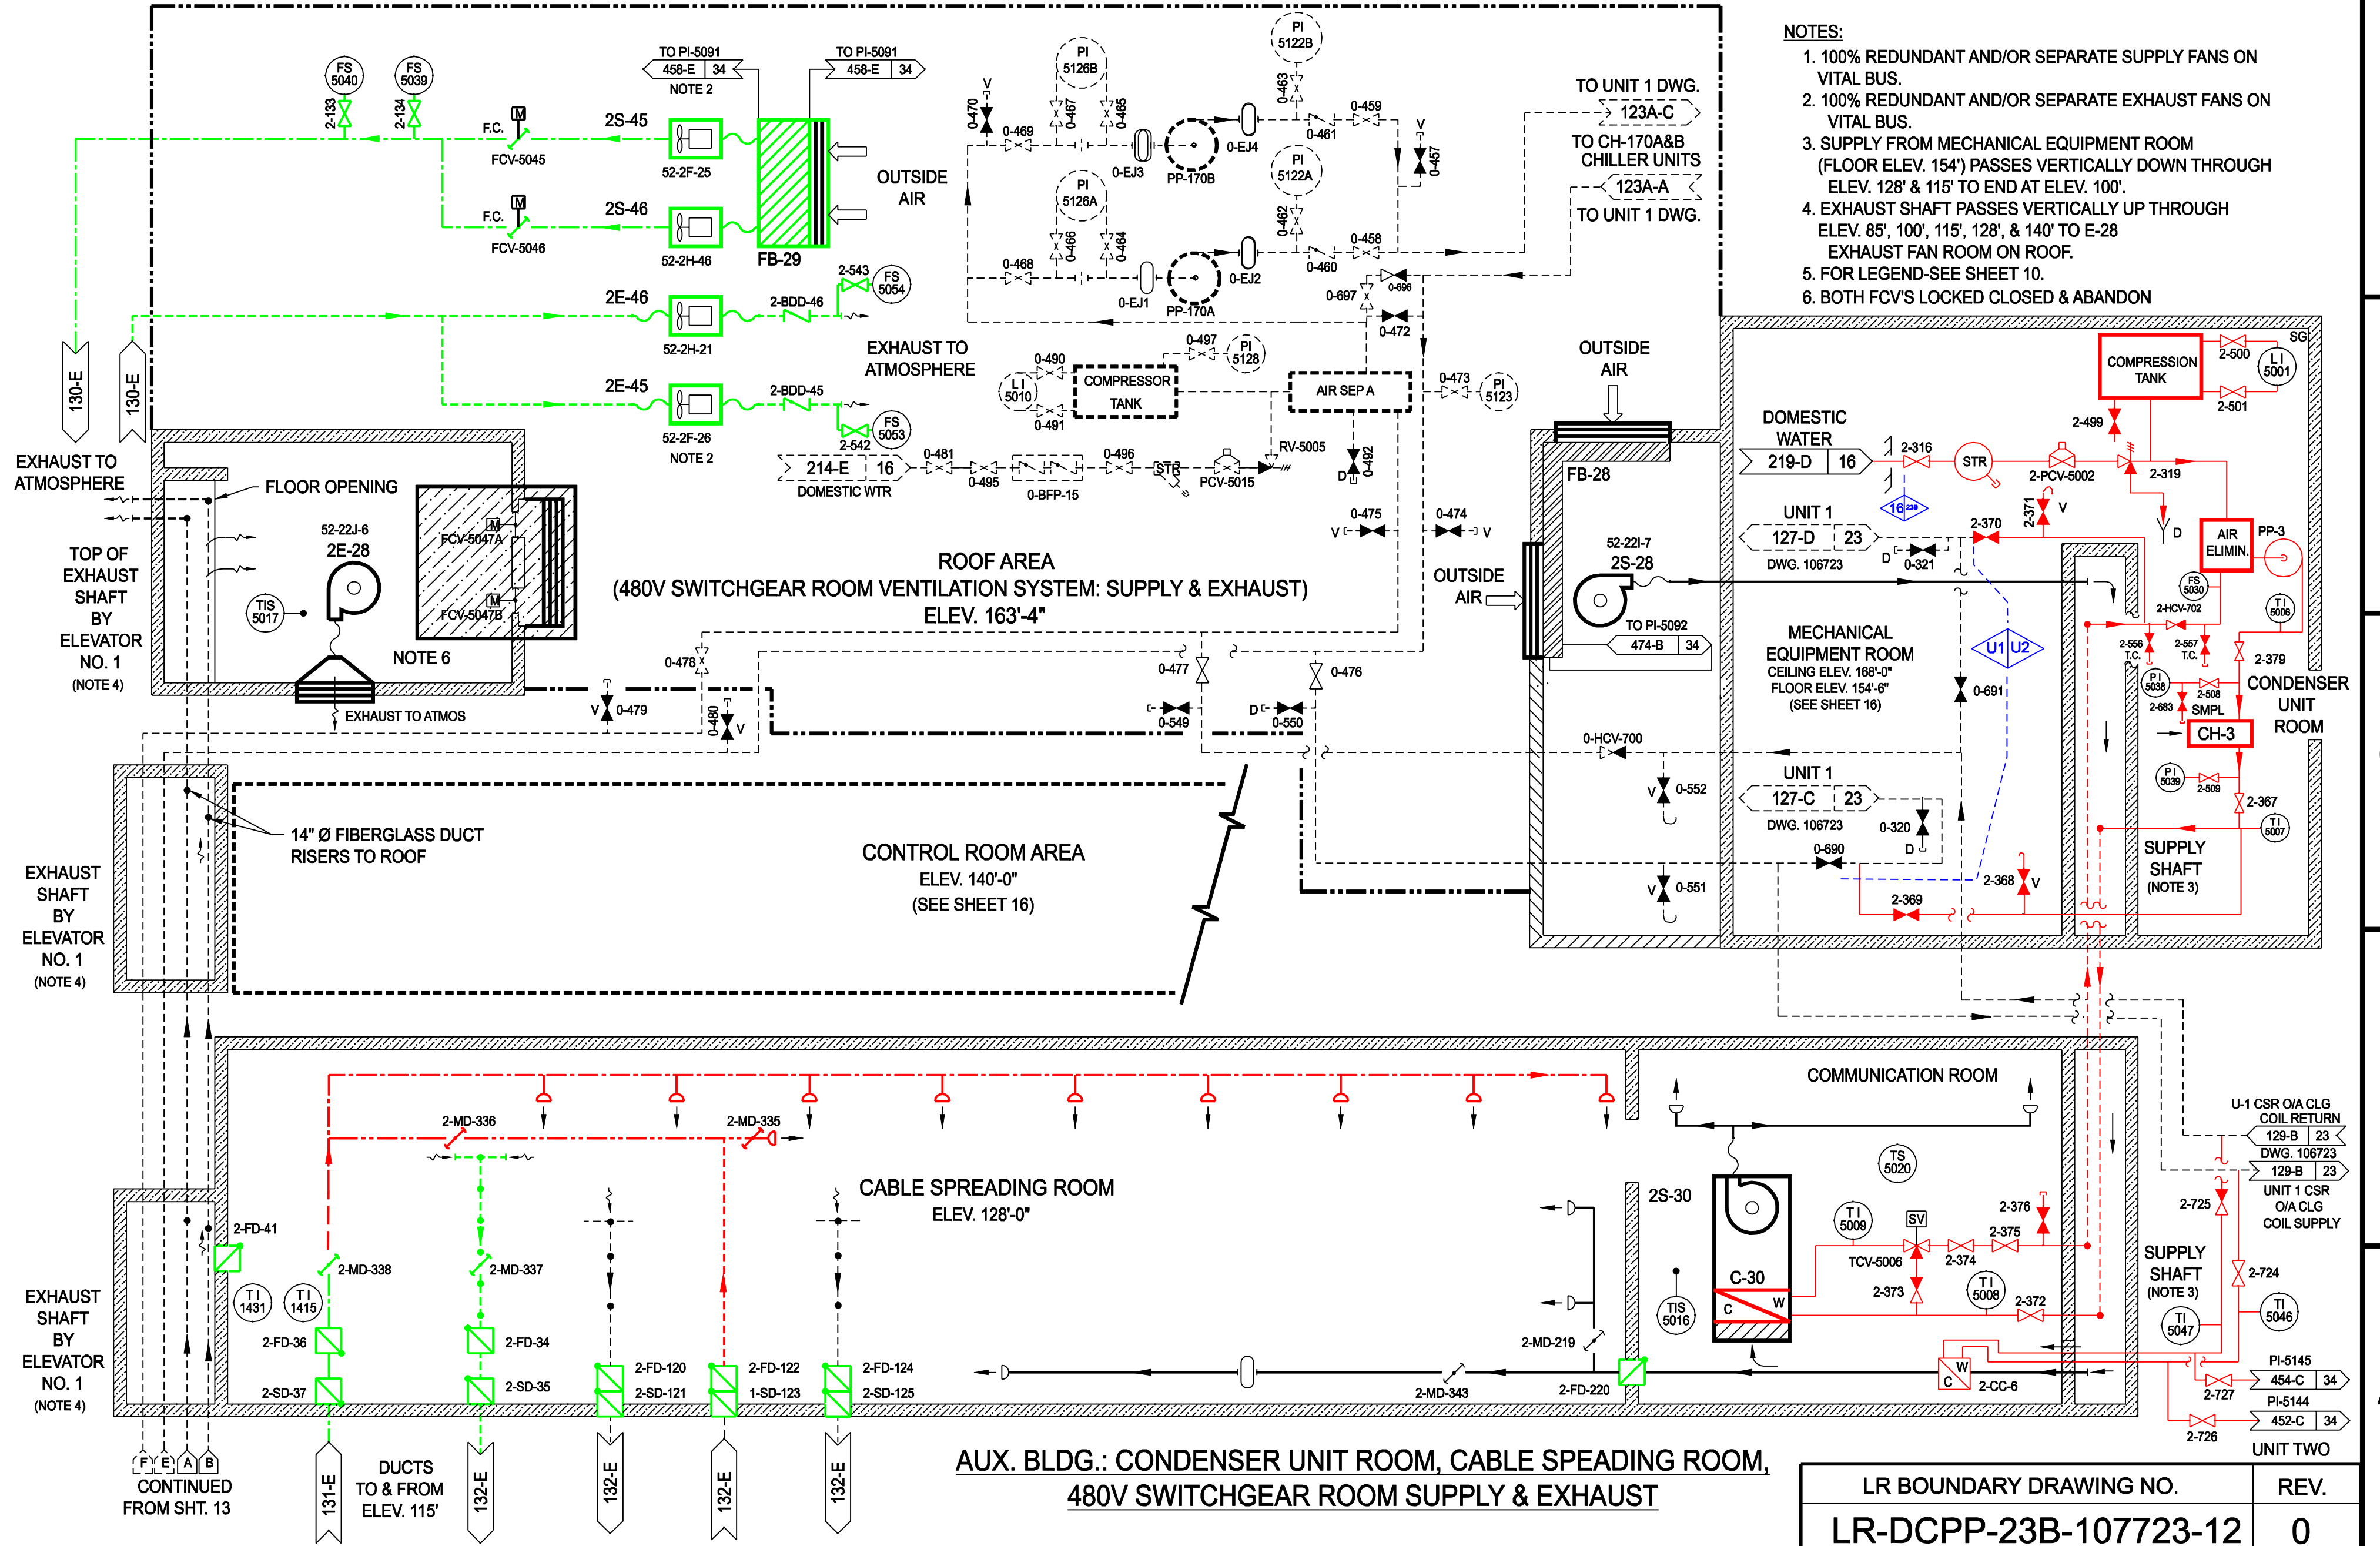 NOTES:
1. 100% REDUNDANT AND/OR SEPARATE SUPPLY FANS ON
VITAL BUS.
2. 100% REDUNDANT AND/OR SEPARATE EXHAUST FANS ON
VITAL BUS.
3. SUPPLY FROM MECHANICAL EQUIPMENT ROOM
(FLOOR ELEV. 154') PASSES VERTICALLY DOWN THROUGH
ELEV. 128' & 115' TO END AT ELEV. 100'.
4. EXHAUST SHAFT PASSES VERTICALLY UP THROUGH
ELEV. 85', 100', 115', 128', & 140' TO E-28
EXHAUST FAN ROOM ON ROOF.
5. FOR LEGEND-SEE SHEET 10.
6. BOTH FCV'S LOCKED CLOSED & ABANDON
FS
5040
FS
5039
2-133
2-134
F.C.
M
FCV-5045
F.C.
M
FCV-5046
2S-45
52-2F-25
2S-46
52-2H-46
TO PI-5091
458-E 34
NOTE 2
TO PI-5091
458-E 34
FB-29
OUTSIDE
AIR
2E-46
52-2H-21
2-BDD-46
2-543
FS
5054
2E-45
52-2F-26
NOTE 2
2-BDD-45
2-542
FS
5053
EXHAUST TO
ATMOSPHERE
130-E
130-E
0-470
V
0-469
PI
5126B
0-467
0-465
0-EJ3
PP-170B
0-EJ4
PI
5122B
0-463
0-461
0-459
V
0-457
PI
5126A
0-466
0-464
0-468
0-EJ1
PP-170A
0-EJ2
PI
5122A
0-462
0-460
0-458
0-696
0-697
0-472
TO UNIT 1 DWG.
123A-C
TO CH-170A&B
CHILLER UNITS
123A-A
TO UNIT 1 DWG.
0-497
PI
5128
0-490
LI
5010
0-491
COMPRESSOR
TANK
AIR SEP A
0-473
PI
5123
RV-5005
D
0-492
214-E 16
DOMESTIC WTR
0-481
0-495
0-BFP-15
0-496
STR
PCV-5015
0-475
V
0-474
V
EXHAUST TO
ATMOSPHERE
FLOOR OPENING
TOP OF
EXHAUST
SHAFT
BY
ELEVATOR
NO. 1
(NOTE 4)
52-22J-6
2E-28
TIS
5017
M
FCV-5047A
M
FCV-5047B
NOTE 6
EXHAUST TO ATMOS
ROOF AREA
(480V SWITCHGEAR ROOM VENTILATION SYSTEM: SUPPLY & EXHAUST)
ELEV. 163'-4"
0-478
V
0-479
0-480
V
0-477
0-476
0-549
D
0-550
OUTSIDE
AIR
FB-28
OUTSIDE
AIR
52-22I-7
2S-28
TO PI-5092
474-B 34
0-HCV-700
V
0-552
V
0-551
DOMESTIC
WATER
219-D 16
2-316
16 23B
STR
2-PCV-5002
2-319
D
COMPRESSION
TANK
2-499
2-500
2-501
SG
LI
5001
UNIT 1
127-D 23
DWG. 106723
D
0-321
2-370
2-371
V
AIR
ELIMIN.
PP-3
FS
5030
2-HCV-702
TI
5006
2-556
T.C.
2-557
T.C.
2-379
PI
5038
2-508
2-683
SMPL
CH-3
CONDENSER
UNIT
ROOM
PI
5039
2-509
2-367
TI
5007
U1 U2
MECHANICAL
EQUIPMENT ROOM
CEILING ELEV. 168'-0"
FLOOR ELEV. 154'-6"
(SEE SHEET 16)
0-691
UNIT 1
127-C 23
DWG. 106723
0-320
D
0-690
2-368
V
2-369
SUPPLY
SHAFT
(NOTE 3)
14" Ø FIBERGLASS DUCT
RISERS TO ROOF
EXHAUST
SHAFT
BY
ELEVATOR
NO. 1
(NOTE 4)
CONTROL ROOM AREA
ELEV. 140'-0"
(SEE SHEET 16)
2-MD-336
2-MD-335
CABLE SPREADING ROOM
ELEV. 128'-0"
2-FD-41
TI
1431
TI
1415
2-MD-338
2-MD-337
2-FD-36
2-SD-37
2-FD-34
2-SD-35
2-FD-120
2-SD-121
2-FD-122
1-SD-123
2-FD-124
2-SD-125
EXHAUST
SHAFT
BY
ELEVATOR
NO. 1
(NOTE 4)
F E A B
CONTINUED
FROM SHT. 13
131-E
DUCTS
TO & FROM
ELEV. 115'
132-E
132-E
132-E
132-E
2-MD-219
2-MD-343
2-FD-220
COMMUNICATION ROOM
2S-30
TIS
5016
C-30
C W
TS
5020
TI
5009
SV
TCV-5006
2-374
2-375
2-376
2-373
TI
5008
2-372
W
C
2-CC-6
U-1 CSR O/A CLG
COIL RETURN
129-B 23
DWG. 106723
129-B 23
UNIT 1 CSR
O/A CLG
COIL SUPPLY
2-725
2-724
SUPPLY
SHAFT
(NOTE 3)
TI
5047
TI
5046
PI-5145
454-C 34
2-727
PI-5144
452-C 34
2-726
UNIT TWO
AUX. BLDG.: CONDENSER UNIT ROOM, CABLE SPEADING ROOM,
480V SWITCHGEAR ROOM SUPPLY & EXHAUST
LR BOUNDARY DRAWING NO. REV.
LR-DCPP-23B-107723-12 0